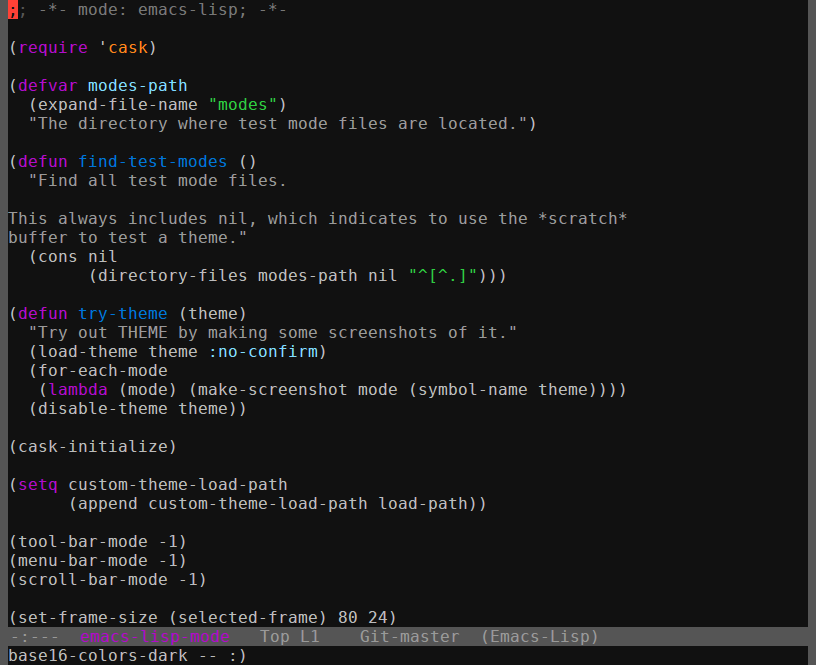 ;; -*- mode: emacs-lisp; -*-

(require 'cask)

(defvar modes-path
  (expand-file-name "modes")
  "The directory where test mode files are located.")

(defun find-test-modes ()
  "Find all test mode files.

This always includes nil, which indicates to use the *scratch*
buffer to test a theme."
  (cons nil
        (directory-files modes-path nil "^[^.]")))

(defun try-theme (theme)
  "Try out THEME by making some screenshots of it."
  (load-theme theme :no-confirm)
  (for-each-mode
   (lambda (mode) (make-screenshot mode (symbol-name theme))))
  (disable-theme theme))

(cask-initialize)

(setq custom-theme-load-path
      (append custom-theme-load-path load-path))

(tool-bar-mode -1)
(menu-bar-mode -1)
(scroll-bar-mode -1)

(set-frame-size (selected-frame) 80 24)
-:---  emacs-lisp-mode   Top L1    Git-master  (Emacs-Lisp)
base16-colors-dark -- :)